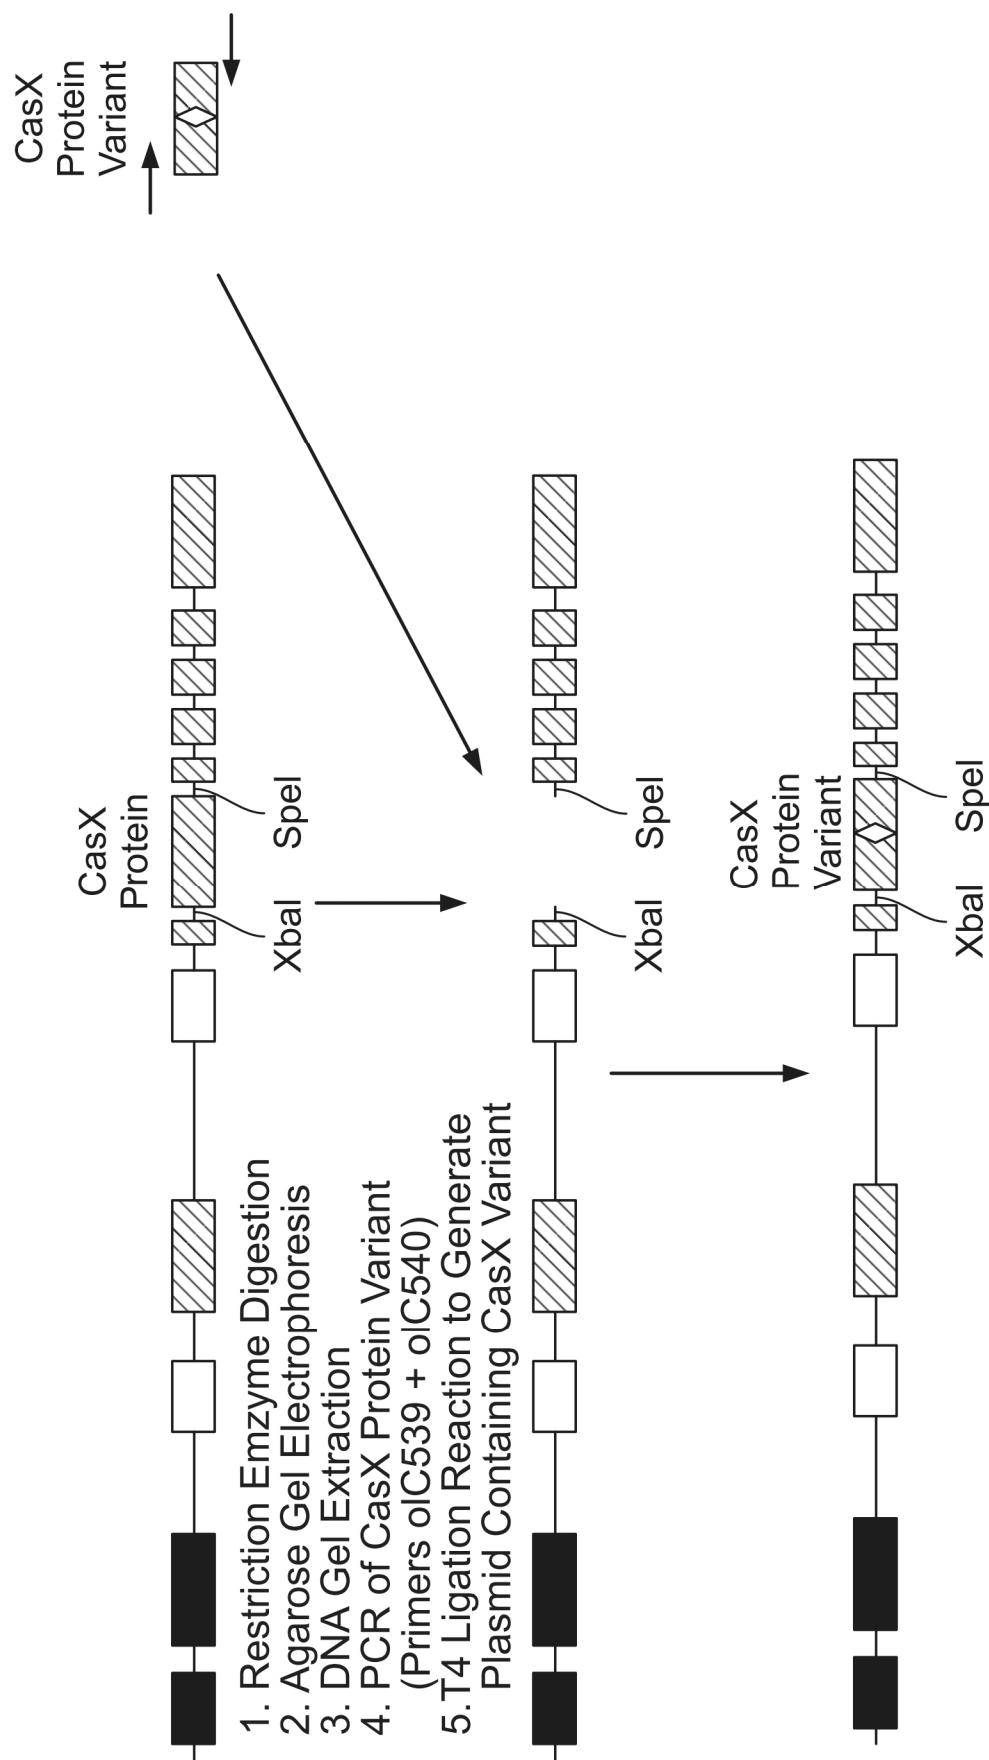 CasX
Protein
Variant
CasX
Protein
XbaI
SpeI
1. Restriction Emzyme Digestion
2. Agarose Gel Electrophoresis
3. DNA Gel Extraction
4. PCR of CasX Protein Variant
(Primers oIC539 + oIC540)
5. T4 Ligation Reaction to Generate
Plasmid Containing CasX Variant
XbaI
SpeI
CasX
Protein
Variant
XbaI
SpeI